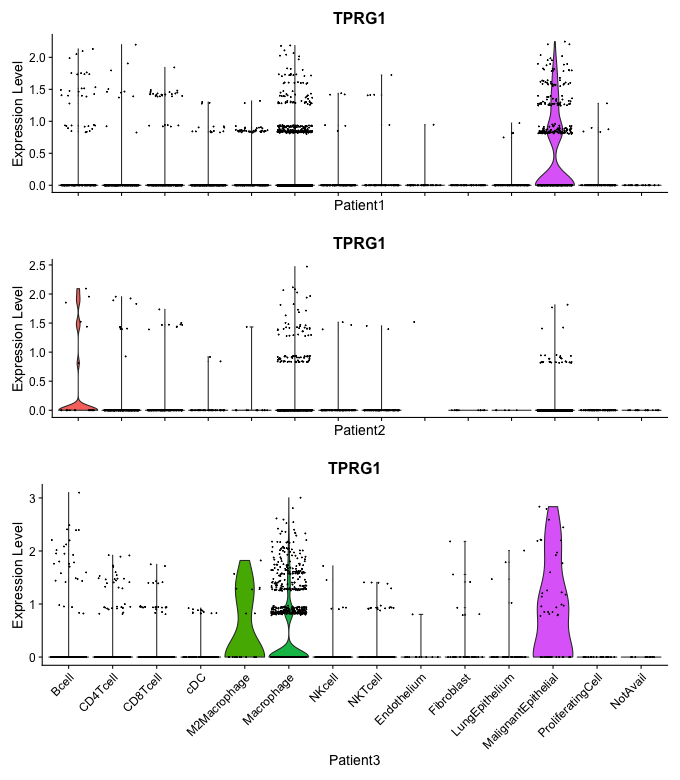 TPRG1
Expression Level
2.0
1.5
1.0
0.5
0.0
Patient1
TPRG1
Expression Level
2.5
2.0
1.5
1.0
0.5
0.0
Patient2
TPRG1
Expression Level
3
2
1
0
Bcell
CD4Tcell
CD8Tcell
cDC
M2Macrophage
Macrophage
NKcell
NKTcell
Endothelium
Fibroblast
LungEpithelium
MalignantEpithelial
ProliferatingCell
NotAvail
Patient3